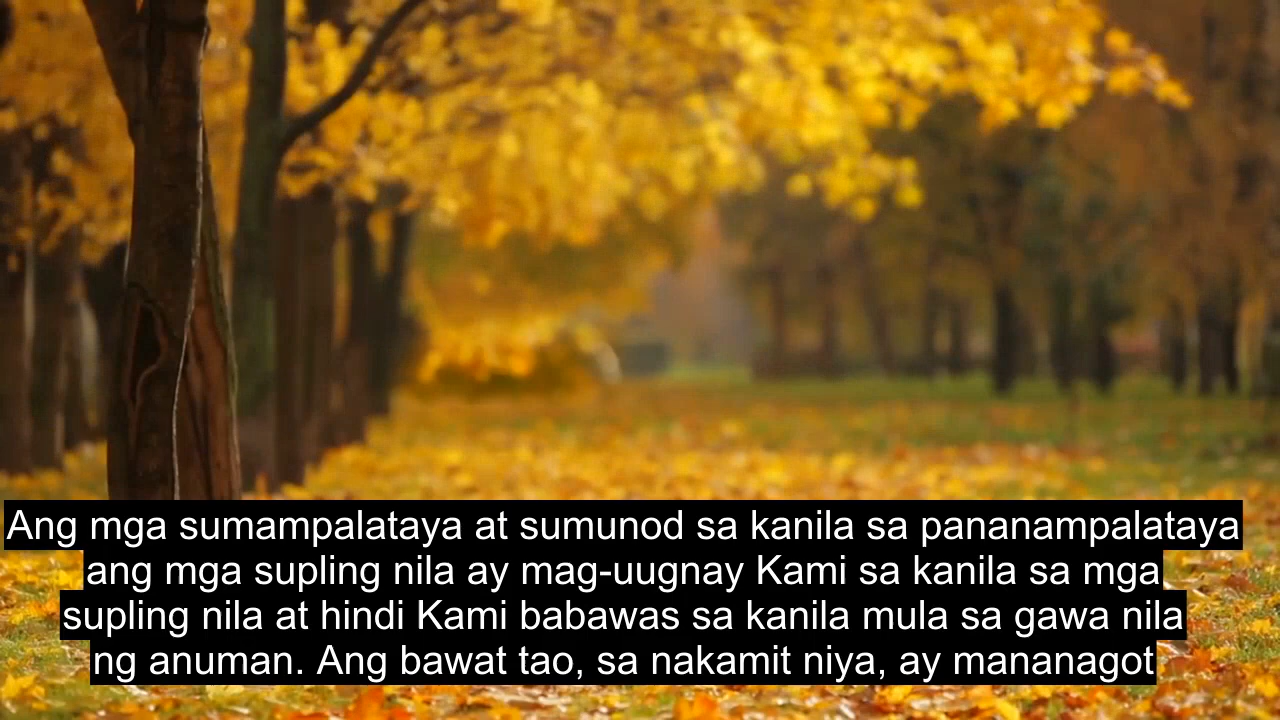 Ang mga sumampalataya at sumunod sa kanila sa pananampalataya
ang mga supling nila ay mag-uugnay Kami sa kanila sa mga
supling nila at hindi Kami babawas sa kanila mula sa gawa nila
ng anuman. Ang bawat tao, sa nakamit niya, ay mananagot